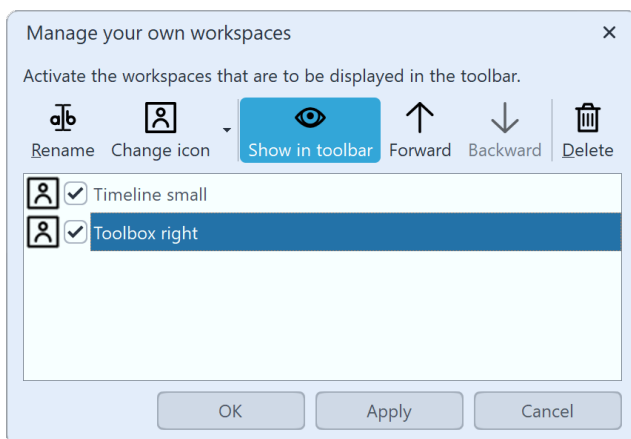 Manage your own workspaces
Activate the workspaces that are to be displayed in the toolbar.
Rename Change icon Show in toolbar Forward Backward Delete
Timeline small
Toolbox right
OK Apply Cancel